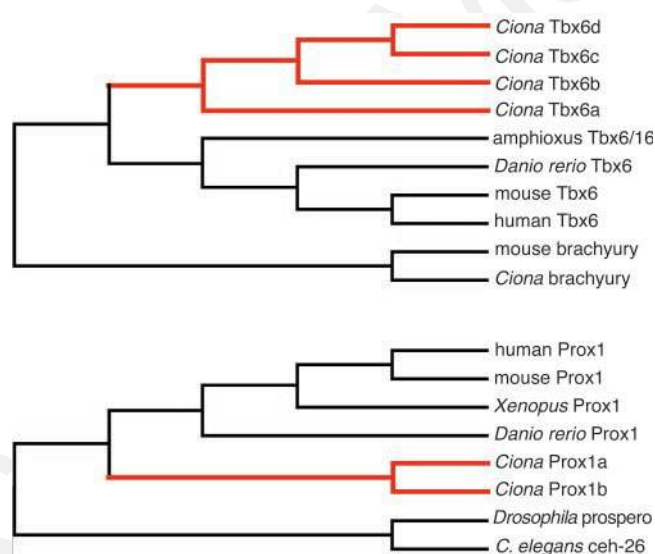 Ciona Tbx6d
Ciona Tbx6c
Ciona Tbx6b
Ciona Tbx6a
amphioxus Tbx6/16
Danio rerio Tbx6
mouse Tbx6
human Tbx6
mouse brachyury
Ciona brachyury
human Prox1
mouse Prox1
Xenopus Prox1
Danio rerio Prox1
Ciona Prox1a
Ciona Prox1b
Drosophila prospero
C. elegans ceh-26